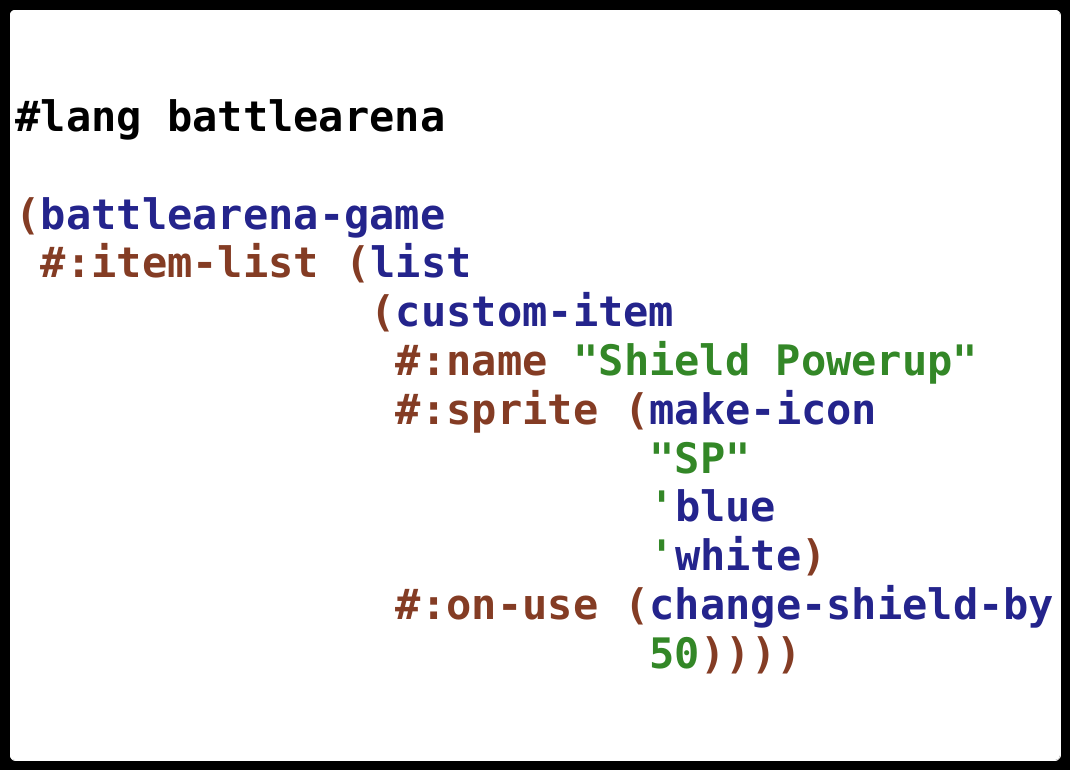 #lang battlearena
(battlearena-game
#:item-list (list
(custom-item
#:name "Shield Powerup"
#:sprite (make-icon
"SP"
'blue
'white)
#:on-use (change-shield-by
50))))